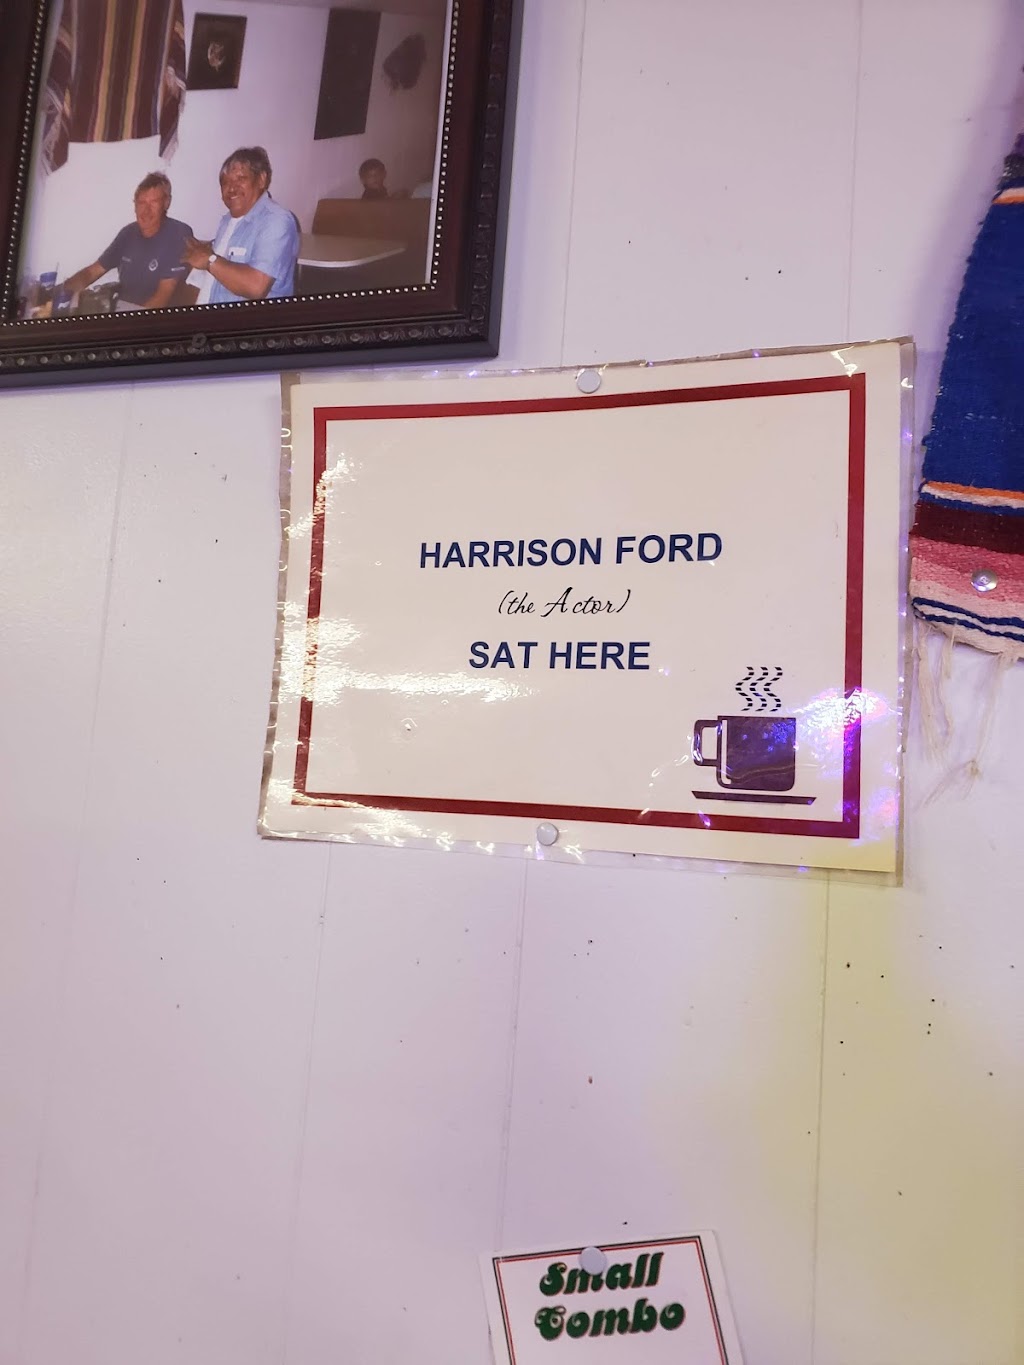 HARRISON FORD
(the Actor)
SAT HERE
Small
Combo